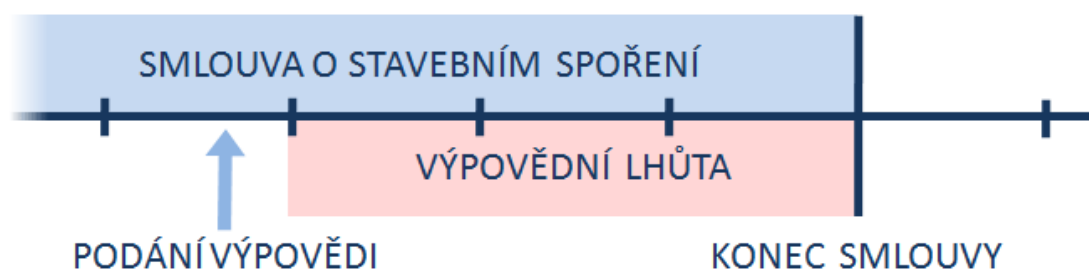 SMLOUVA O STAVEBNÍM SPOŘENÍ
VÝPOVĚDNÍ LHŮTA
PODÁNÍ VÝPOVĚDI
KONEC SMLOUVY